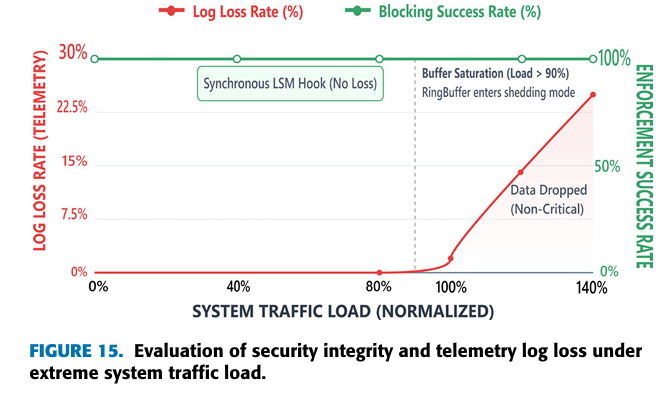 Log Loss Rate (%) Blocking Success Rate (%)
30%
22.5%
15%
7.5%
0%
LOG LOSS RATE (TELEMETRY)
Synchronous LSM Hook (No Loss)
Buffer Saturation (Load > 90%)
RingBuffer enters shedding mode
Data Dropped
(Non-Critical)
100%
50%
0%
ENFORCEMENT SUCCESS RATE
0% 40% 80% 100% 140%
SYSTEM TRAFFIC LOAD (NORMALIZED)
FIGURE 15. Evaluation of security integrity and telemetry log loss under
extreme system traffic load.